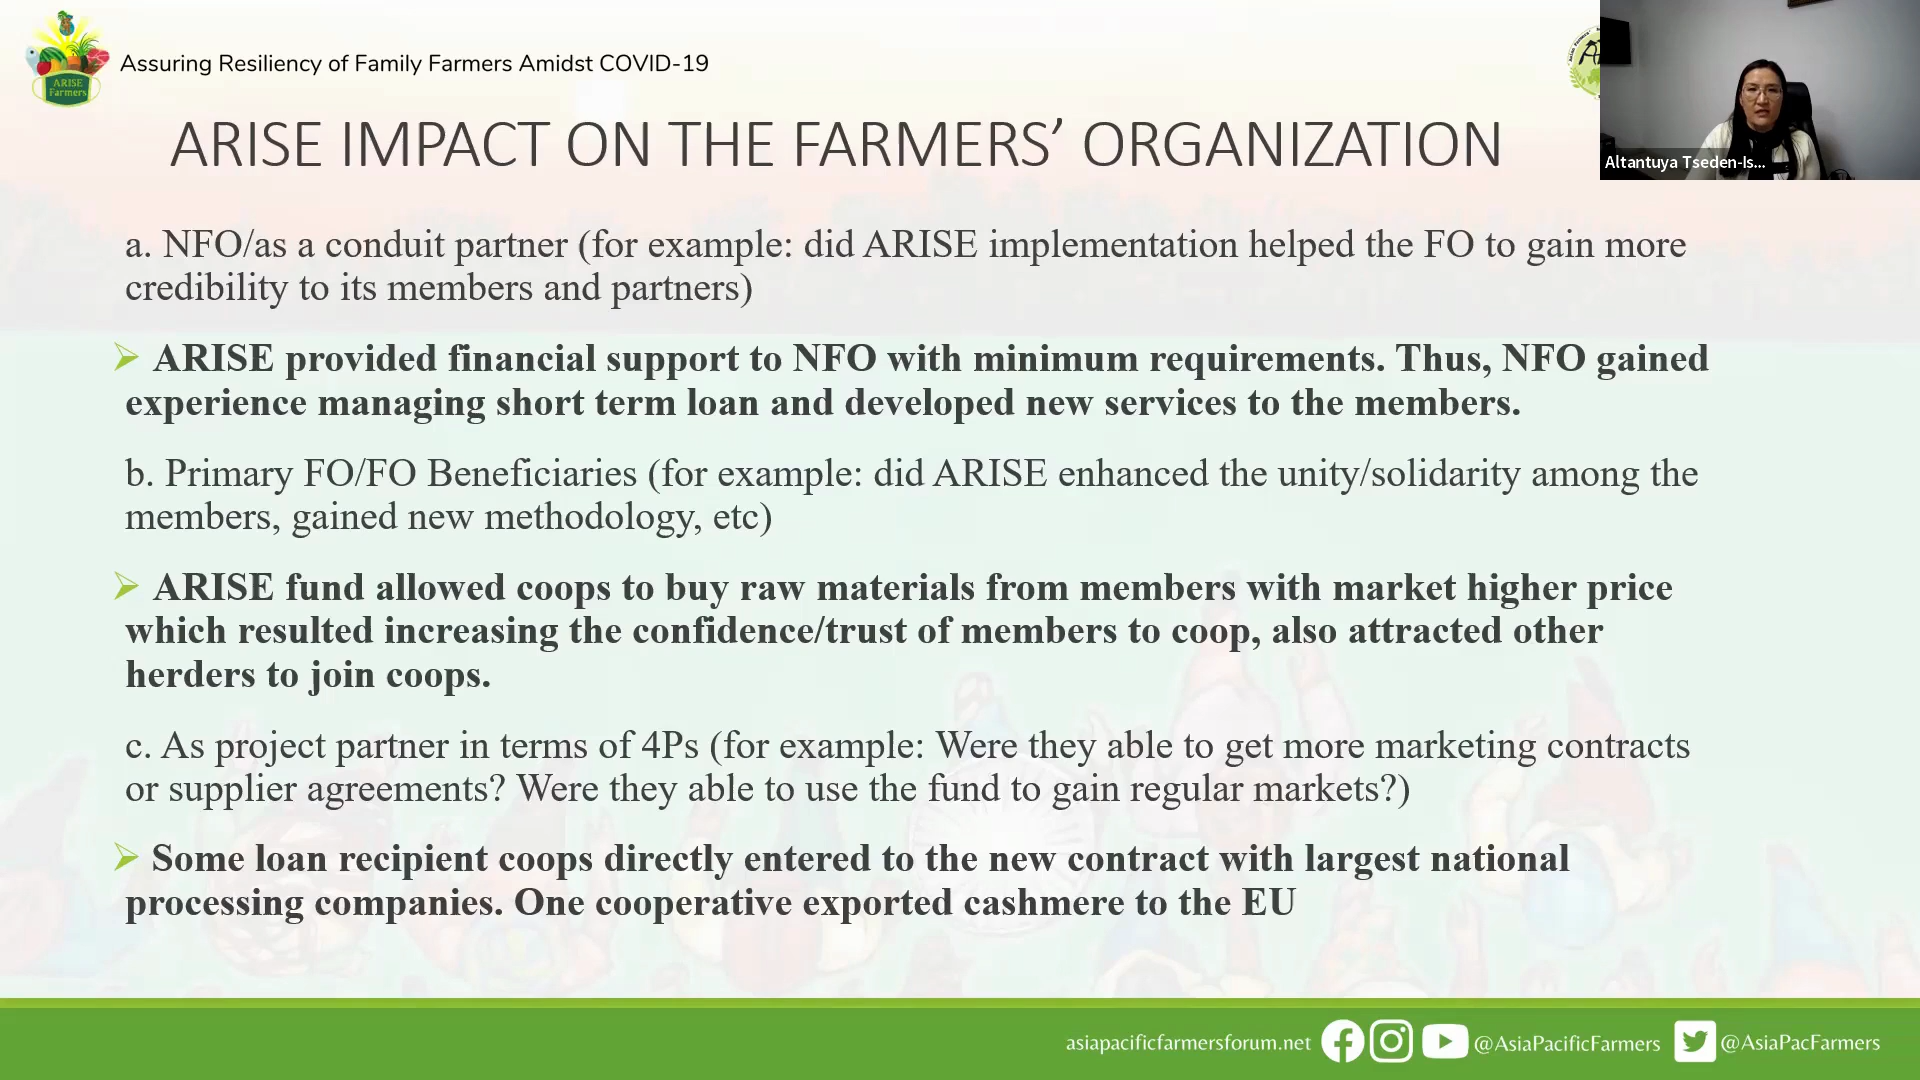 ARISE
Farmers
Assuring Resiliency of Family Farmers Amidst COVID-19
Altantuya Tseden-Is...
ARISE IMPACT ON THE FARMERS’ ORGANIZATION
a. NFO/as a conduit partner (for example: did ARISE implementation helped the FO to gain more
credibility to its members and partners)
ARISE provided financial support to NFO with minimum requirements. Thus, NFO gained
experience managing short term loan and developed new services to the members.
b. Primary FO/FO Beneficiaries (for example: did ARISE enhanced the unity/solidarity among the
members, gained new methodology, etc)
ARISE fund allowed coops to buy raw materials from members with market higher price
which resulted increasing the confidence/trust of members to coop, also attracted other
herders to join coops.
c. As project partner in terms of 4Ps (for example: Were they able to get more marketing contracts
or supplier agreements? Were they able to use the fund to gain regular markets?)
Some loan recipient coops directly entered to the new contract with largest national
processing companies. One cooperative exported cashmere to the EU
asiapacificfarmersforum.net @AsiaPacificFarmers @AsiaPacFarmers